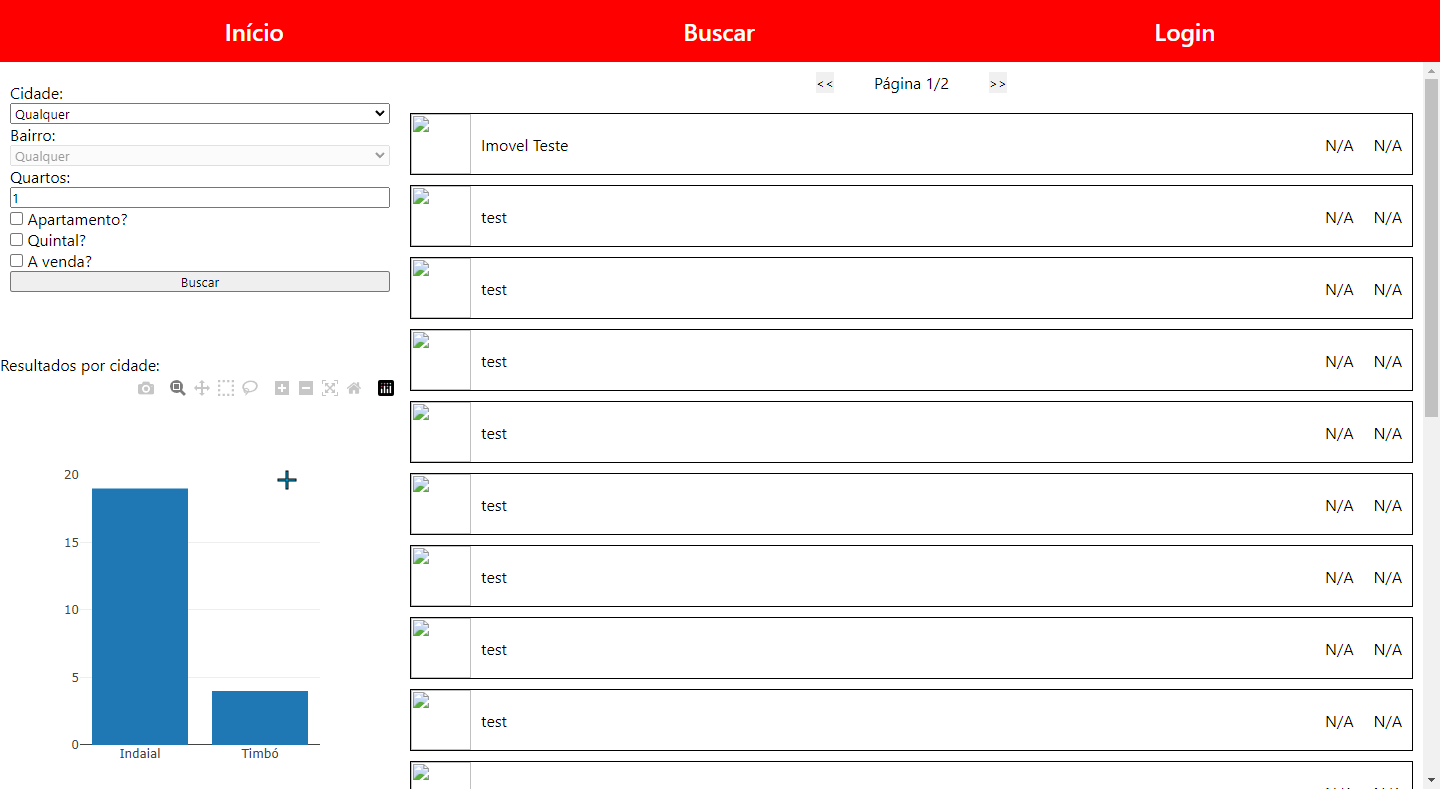 Início Buscar Login
Cidade:
Qualquer
Bairro:
Qualquer
Quartos:
1
Apartamento?
Quintal?
A venda?
Buscar
Resultados por cidade:
20
15
10
5
0
Indaial Timbó
<< Página 1/2 >>
Imovel Teste N/A N/A
test N/A N/A
test N/A N/A
test N/A N/A
test N/A N/A
test N/A N/A
test N/A N/A
test N/A N/A
test N/A N/A